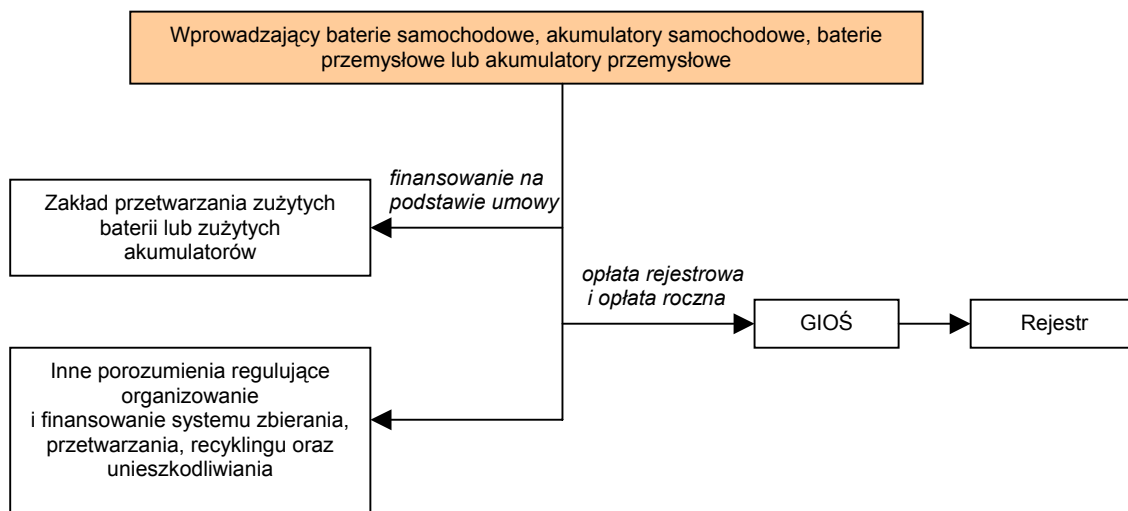 Wprowadzający baterie samochodowe, akumulatory samochodowe, baterie
przemysłowe lub akumulatory przemysłowe
finansowanie na
podstawie umowy
Zakład przetwarzania zużytych
baterii lub zużytych
akumulatorów
opłata rejestrowa
i opłata roczna
GIOŚ
Rejestr
Inne porozumienia regulujące
organizowanie
i finansowanie systemu zbierania,
przetwarzania, recyklingu oraz
unieszkodliwiania